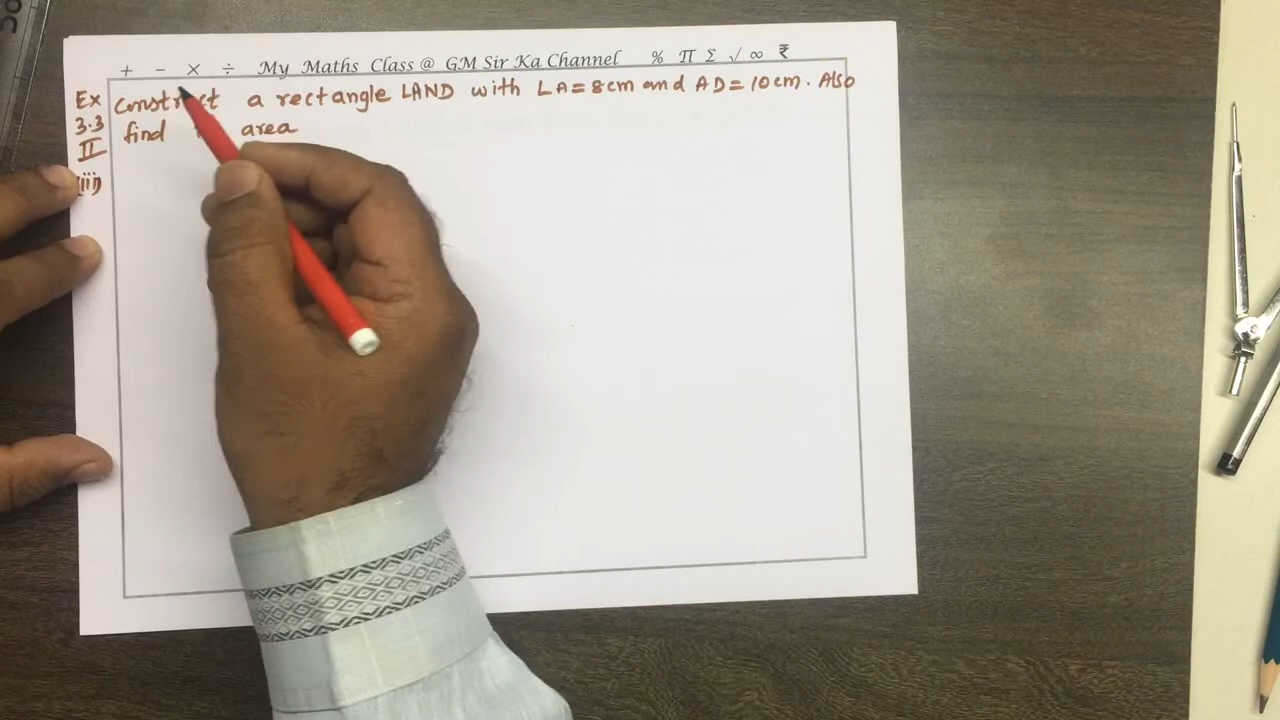 + − × ÷ My Maths Class @ GM Sir Ka Channel % Π Σ √ ∞ ₹
Ex construct a rectangle LAND with LA = 8cm and AD = 10cm. Also
3.3 find area
II
(iii)